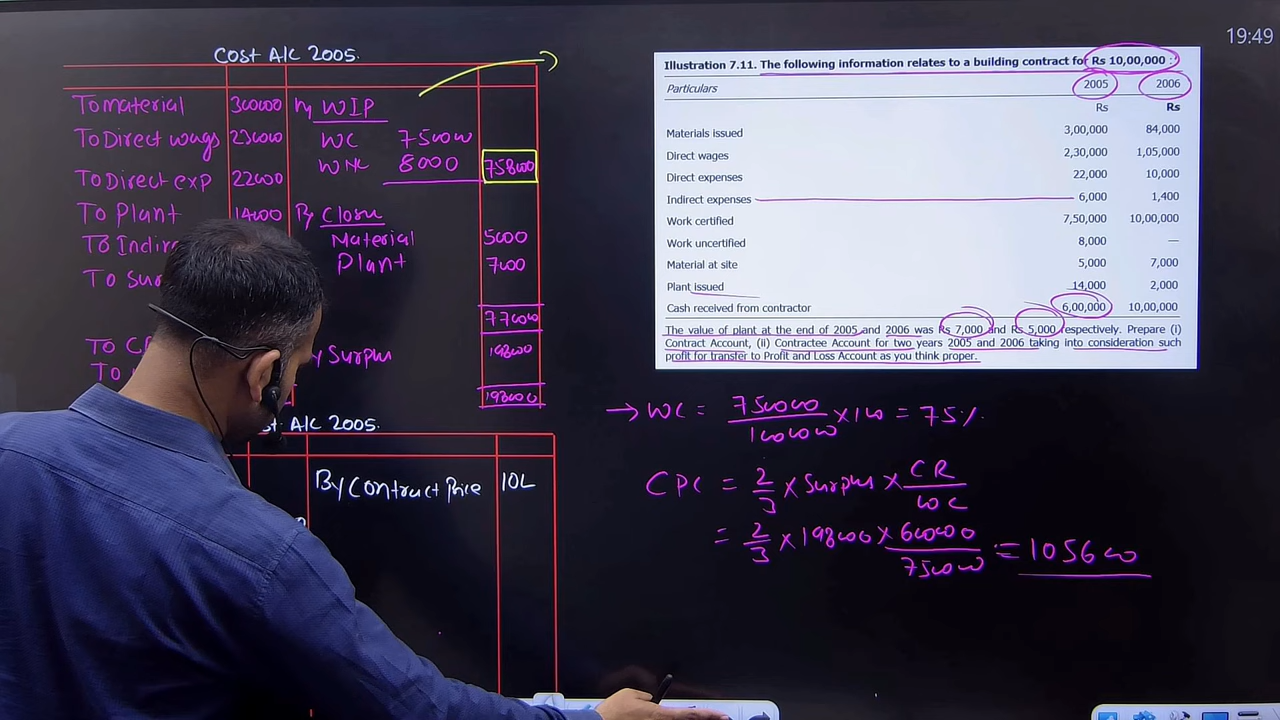 19:49
Cost A/C 2005.
To material 300000 By WIP
To Direct wags 230000 WC 750000
WNC 8000 758000
To Direct exp 22000
To Plant 14000 By Closu
To Indir Material 5000
To sur Plant 7000
770000
To C y Surplus 198000
To
198000
st. A/C 2005.
By Contract Price 10L
Illustration 7.11. The following information relates to a building contract for Rs 10,00,000 :
Particulars 2005 2006
Rs Rs
Materials issued 3,00,000 84,000
Direct wages 2,30,000 1,05,000
Direct expenses 22,000 10,000
Indirect expenses 6,000 1,400
Work certified 7,50,000 10,00,000
Work uncertified 8,000 —
Material at site 5,000 7,000
Plant issued 14,000 2,000
Cash received from contractor 6,00,000 10,00,000
The value of plant at the end of 2005 and 2006 was Rs 7,000 and Rs 5,000 respectively. Prepare (i)
Contract Account, (ii) Contractee Account for two years 2005 and 2006 taking into consideration such
profit for transfer to Profit and Loss Account as you think proper.
→ WC = 750000/1000000 × 100 = 75%.
CPC = 2/3 × Surplus × CR/WC
= 2/3 × 198000 × 600000/750000 = 105600